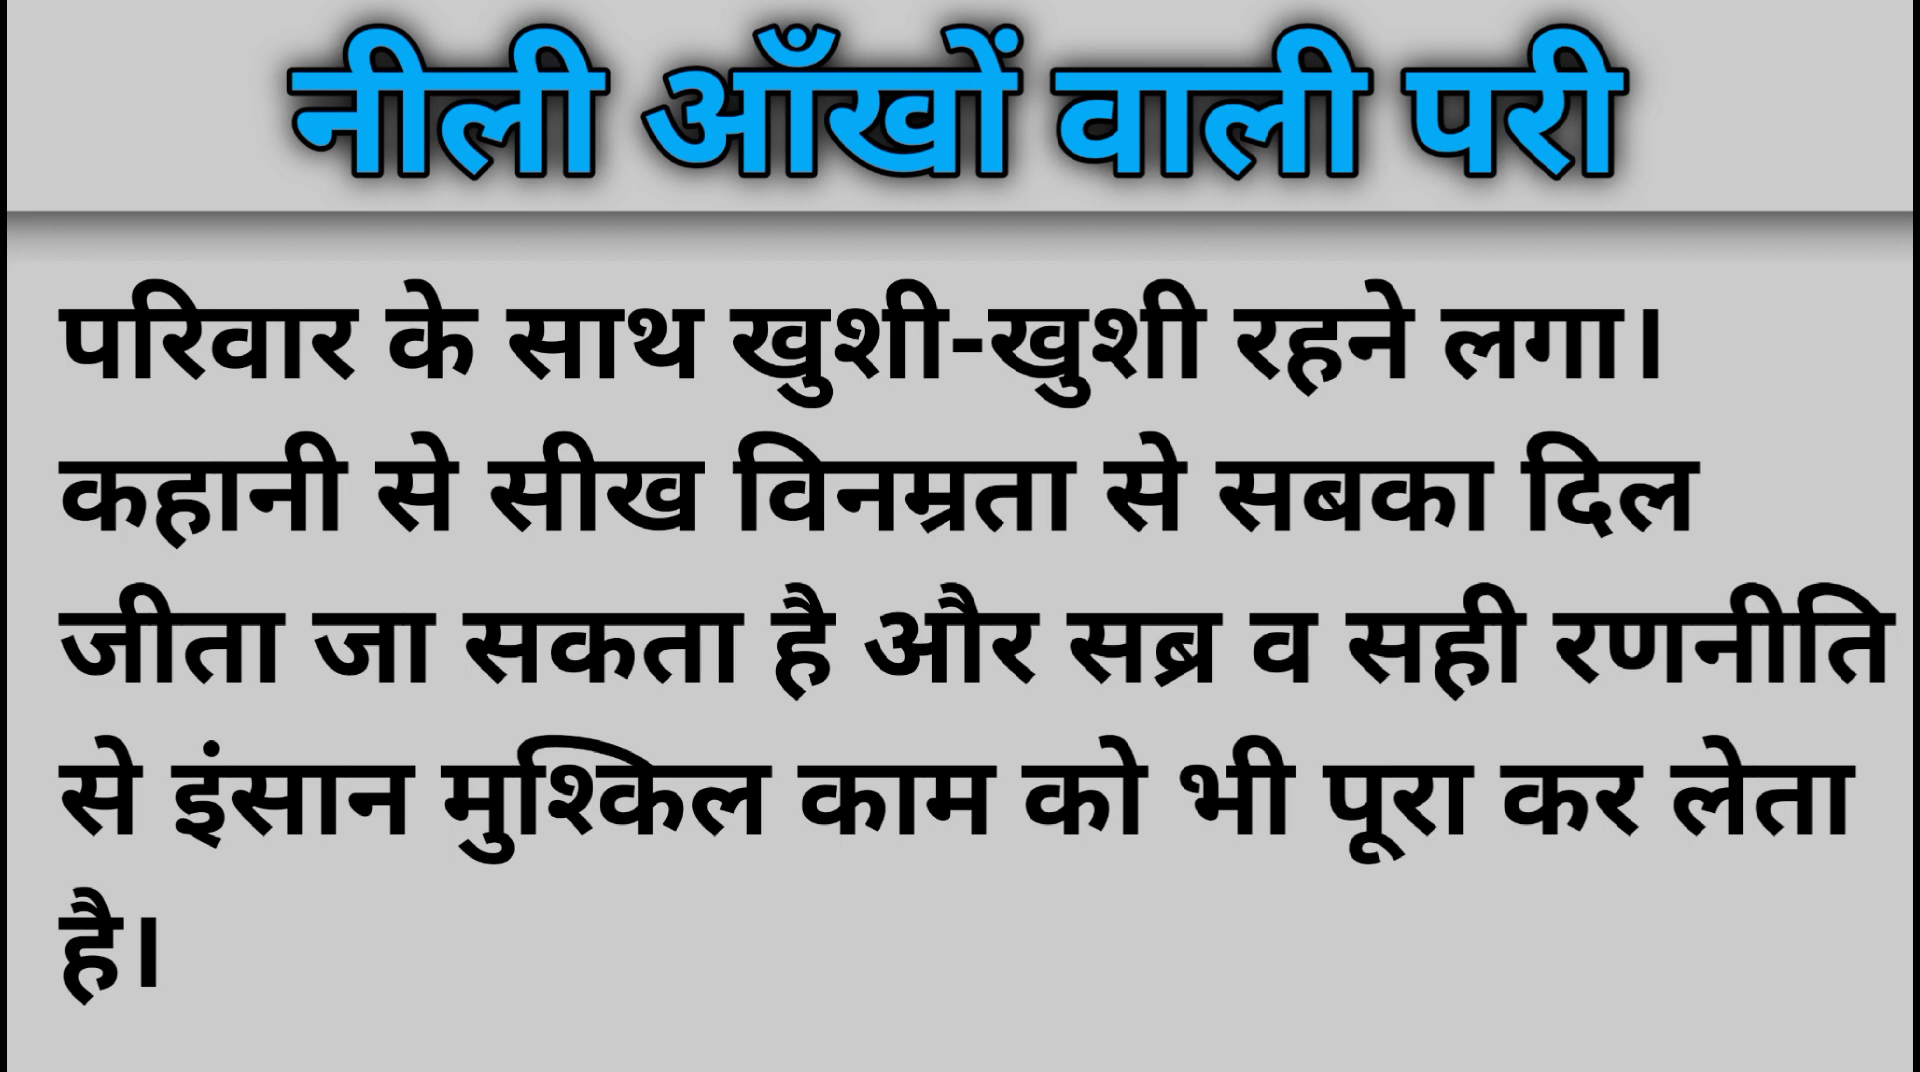 नीली आँखों वाली परी
परिवार के साथ खुशी-खुशी रहने लगा।
कहानी से सीख विनम्रता से सबका दिल
जीता जा सकता है और सब्र व सही रणनीति
से इंसान मुश्किल काम को भी पूरा कर लेता
है।